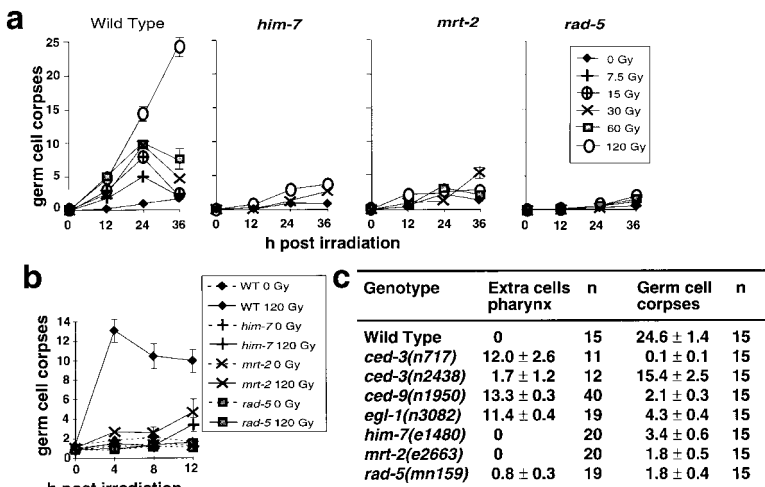 a
Wild Type
him-7
mrt-2
rad-5
germ cell corpses
25
20
15
10
5
0
0 12 24 36
0 12 24 36
0 12 24 36
0 12 24 36
h post irradiation
0 Gy
7.5 Gy
15 Gy
30 Gy
60 Gy
120 Gy
b
germ cell corpses
14
12
10
8
6
4
2
0
0 4 8 12
h post irradiation
WT 0 Gy
WT 120 Gy
him-7 0 Gy
him-7 120 Gy
mrt-2 0 Gy
mrt-2 120 Gy
rad-5 0 Gy
rad-5 120 Gy
c
Genotype Extra cells pharynx n Germ cell corpses n
Wild Type 0 15 24.6 ± 1.4 15
ced-3(n717) 12.0 ± 2.6 11 0.1 ± 0.1 15
ced-3(n2438) 1.7 ± 1.2 12 15.4 ± 2.5 15
ced-9(n1950) 13.3 ± 0.3 40 2.1 ± 0.3 15
egl-1(n3082) 11.4 ± 0.4 19 4.3 ± 0.4 15
him-7(e1480) 0 20 3.4 ± 0.6 15
mrt-2(e2663) 0 20 1.8 ± 0.5 15
rad-5(mn159) 0.8 ± 0.3 19 1.8 ± 0.4 15